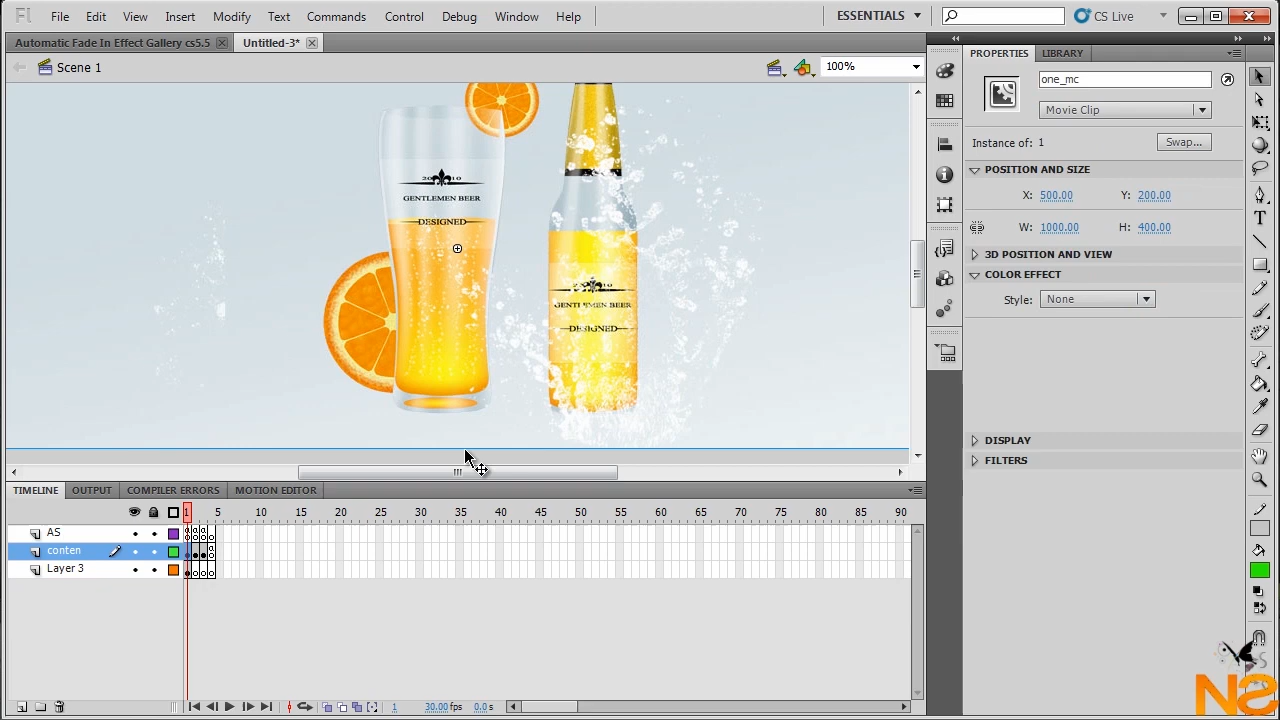 Fl File Edit View Insert Modify Text Commands Control Debug Window Help ESSENTIALS CS Live
Automatic Fade In Effect Gallery cs5.5 Untitled-3*
Scene 1 100%
GENTLEMEN BEER
DESIGNED
GENTLEMEN BEER
DESIGNED
PROPERTIES LIBRARY
one_mc
Movie Clip
Instance of: 1 Swap...
POSITION AND SIZE
X: 500.00 Y: 200.00
W: 1000.00 H: 400.00
3D POSITION AND VIEW
COLOR EFFECT
Style: None
DISPLAY
FILTERS
TIMELINE OUTPUT COMPILER ERRORS MOTION EDITOR
1 5 10 15 20 25 30 35 40 45 50 55 60 65 70 75 80 85 90
AS
conten
Layer 3
1 30.00 fps 0.0 s
NS